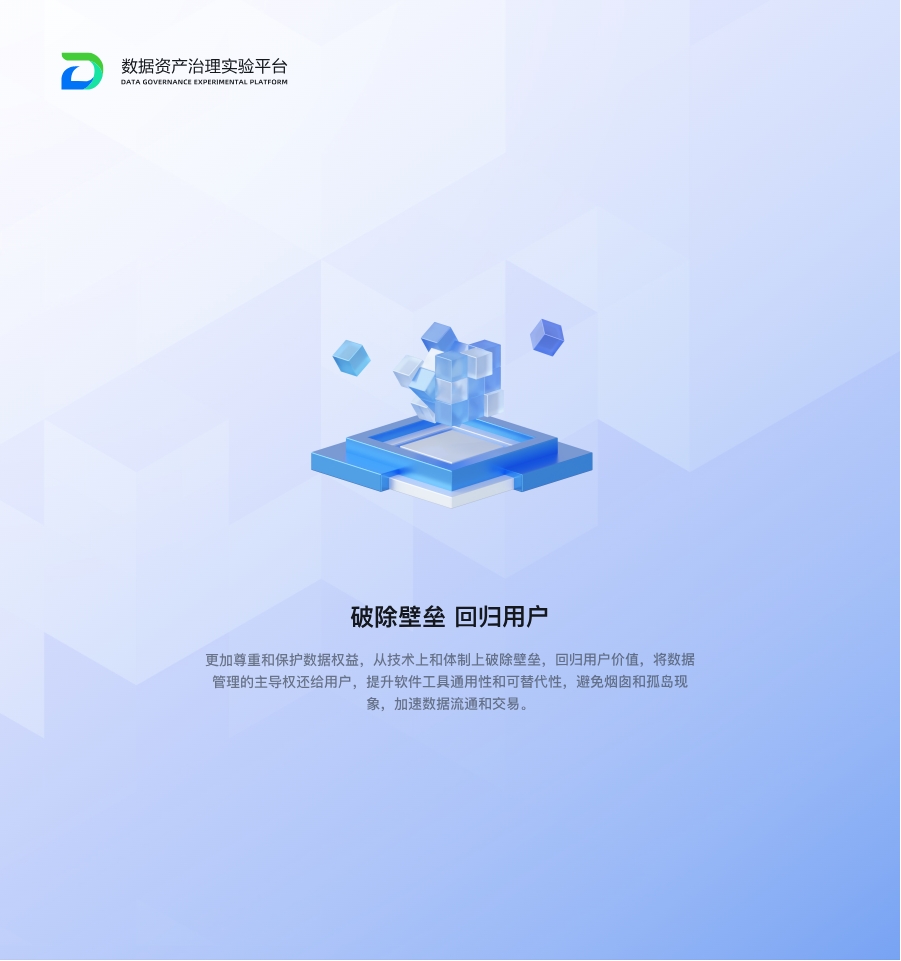 数据资产治理实验平台
DATA GOVERNANCE EXPERIMENTAL PLATFORM
破除壁垒 回归用户
更加尊重和保护数据权益，从技术上和体制上破除壁垒，回归用户价值，将数据
管理的主导权还给用户，提升软件工具通用性和可替代性，避免烟囱和孤岛现
象，加速数据流通和交易。